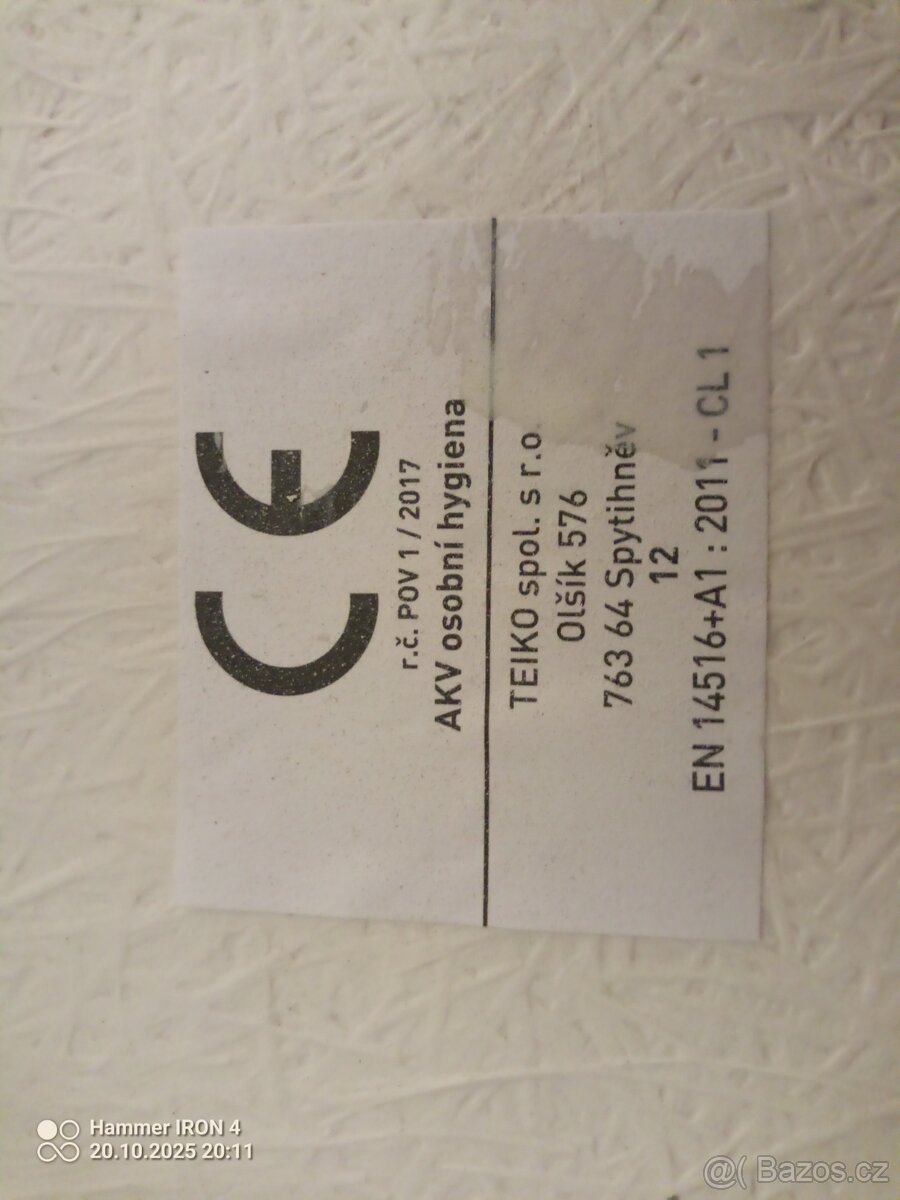 CE
r.č. POV 1 / 2017
AKV osobní hygiena
TEIKO spol. s r.o.
Olšík 576
763 64 Spytihněv
12
EN 14516+A1 : 2011 - CL 1
Hammer IRON 4
20.10.2025 20:11
@( Bazos.cz